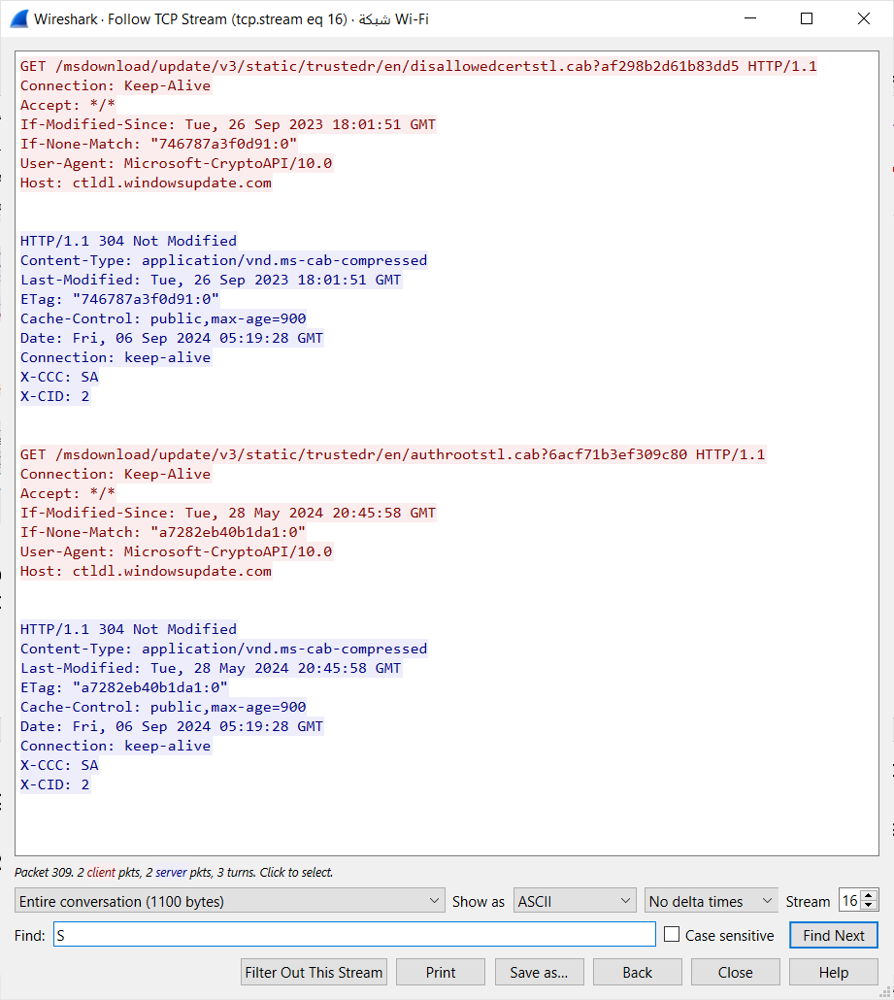 Wireshark · Follow TCP Stream (tcp.stream eq 16) · شبكة Wi-Fi
GET /msdownload/update/v3/static/trustedr/en/disallowedcertstl.cab?af298b2d61b83dd5 HTTP/1.1
Connection: Keep-Alive
Accept: */*
If-Modified-Since: Tue, 26 Sep 2023 18:01:51 GMT
If-None-Match: "746787a3f0d91:0"
User-Agent: Microsoft-CryptoAPI/10.0
Host: ctldl.windowsupdate.com
HTTP/1.1 304 Not Modified
Content-Type: application/vnd.ms-cab-compressed
Last-Modified: Tue, 26 Sep 2023 18:01:51 GMT
ETag: "746787a3f0d91:0"
Cache-Control: public,max-age=900
Date: Fri, 06 Sep 2024 05:19:28 GMT
Connection: keep-alive
X-CCC: SA
X-CID: 2
GET /msdownload/update/v3/static/trustedr/en/authrootstl.cab?6acf71b3ef309c80 HTTP/1.1
Connection: Keep-Alive
Accept: */*
If-Modified-Since: Tue, 28 May 2024 20:45:58 GMT
If-None-Match: "a7282eb40b1da1:0"
User-Agent: Microsoft-CryptoAPI/10.0
Host: ctldl.windowsupdate.com
HTTP/1.1 304 Not Modified
Content-Type: application/vnd.ms-cab-compressed
Last-Modified: Tue, 28 May 2024 20:45:58 GMT
ETag: "a7282eb40b1da1:0"
Cache-Control: public,max-age=900
Date: Fri, 06 Sep 2024 05:19:28 GMT
Connection: keep-alive
X-CCC: SA
X-CID: 2
Packet 309. 2 client pkts, 2 server pkts, 3 turns. Click to select.
Entire conversation (1100 bytes) Show as ASCII No delta times Stream 16
Find: S Case sensitive Find Next
Filter Out This Stream Print Save as... Back Close Help